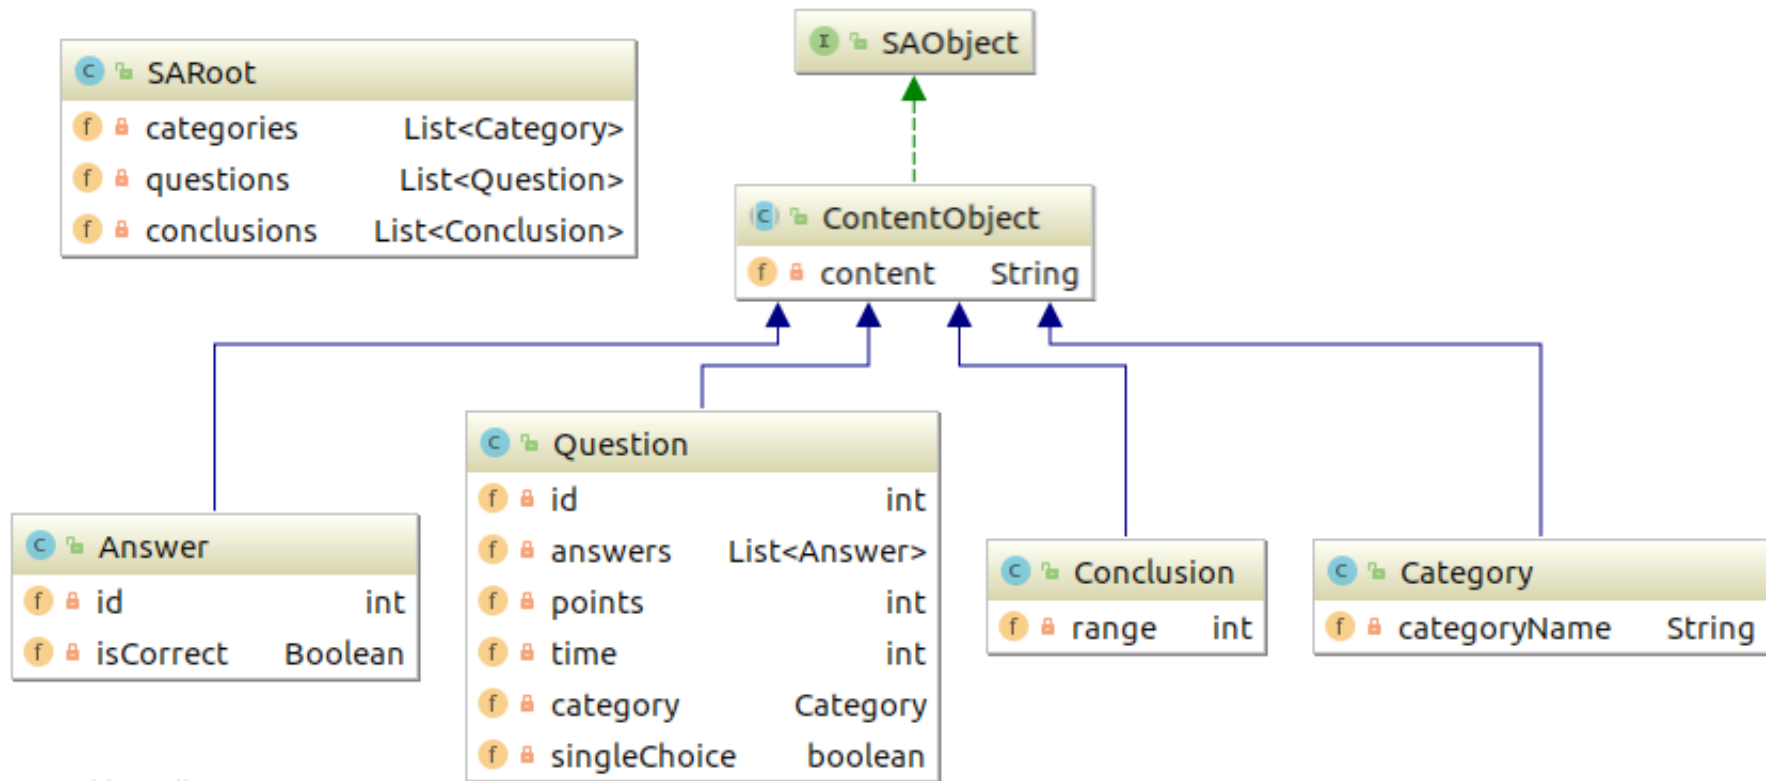 I SAObject
C SARoot
f categories List<Category>
f questions List<Question>
f conclusions List<Conclusion>
C ContentObject
f content String
C Question
f id int
f answers List<Answer>
f points int
f time int
f category Category
f singleChoice boolean
C Answer
f id int
f isCorrect Boolean
C Conclusion
f range int
C Category
f categoryName String